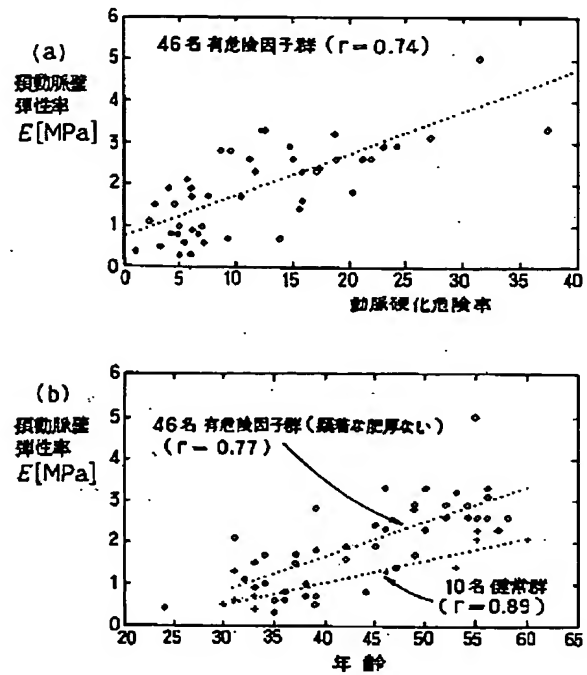 (a)
頚動脈壁
弾性率
E[MPa]
46名 有危険因子群 (r=0.74)
6
5
4
3
2
1
0
0 5 10 15 20 25 30 35 40
動脈硬化危険率
(b)
頚動脈壁
弾性率
E[MPa]
46名 有危険因子群(顕著な肥厚ない)
(r=0.77)
6
5
4
3
2
1
0
10名 健常群
(r=0.89)
20 25 30 35 40 45 50 55 60 65
年 齢